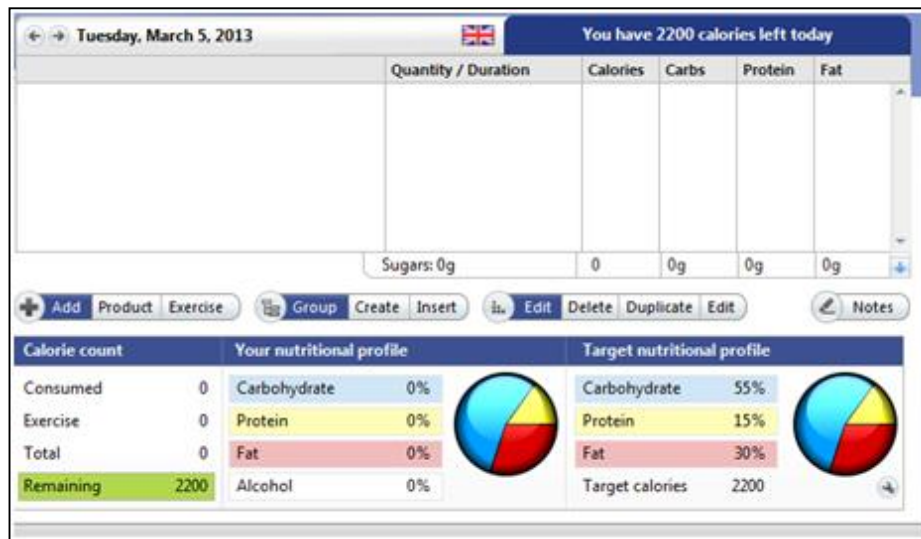 Tuesday, March 5, 2013 You have 2200 calories left today
Quantity / Duration Calories Carbs Protein Fat
Sugars: 0g 0 0g 0g 0g
Add Product Exercise Group Create Insert Edit Delete Duplicate Edit Notes
Calorie count Your nutritional profile Target nutritional profile
Consumed 0 Carbohydrate 0% Carbohydrate 55%
Exercise 0 Protein 0% Protein 15%
Total 0 Fat 0% Fat 30%
Remaining 2200 Alcohol 0% Target calories 2200